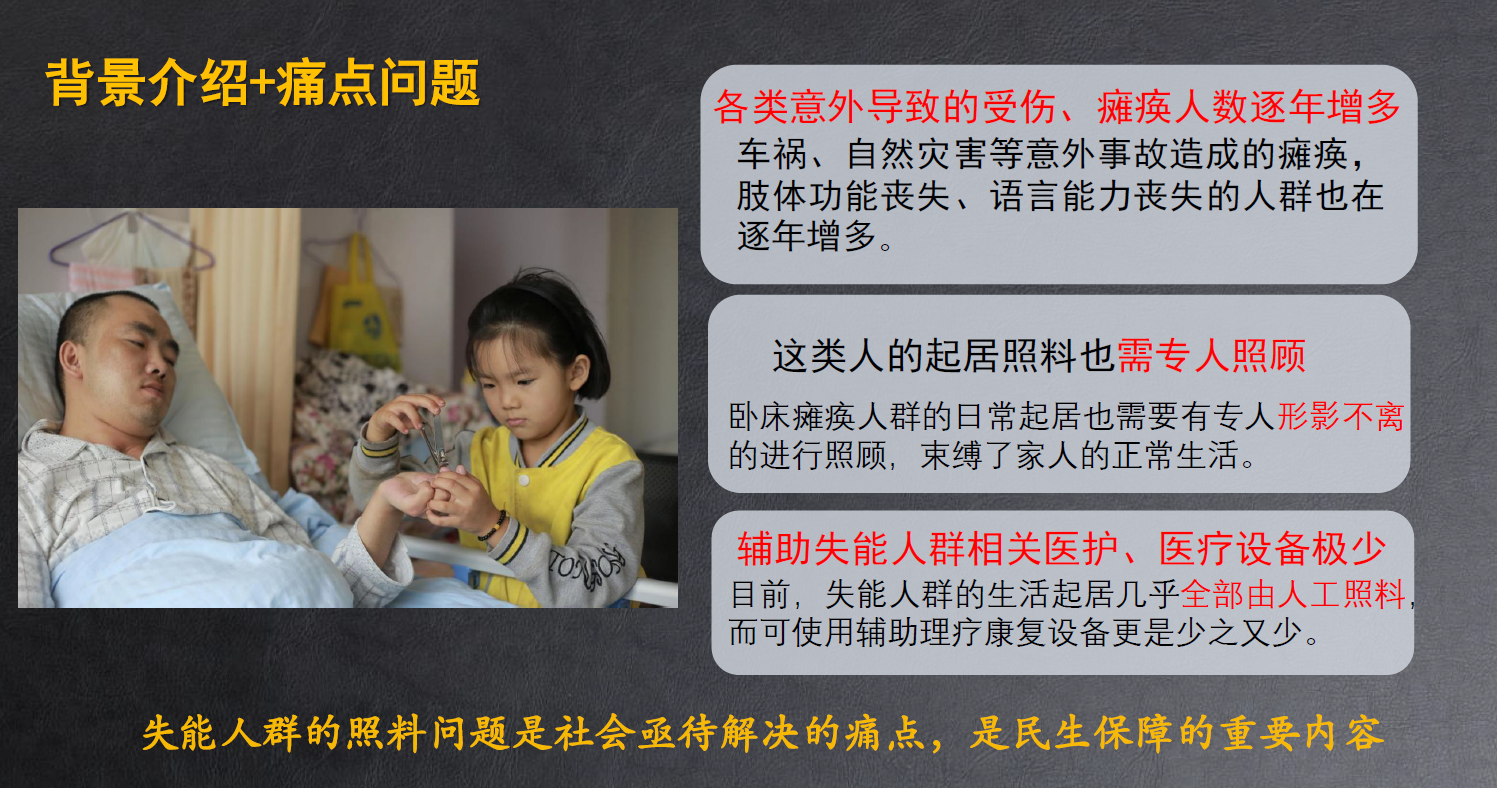 背景介绍+痛点问题
各类意外导致的受伤、瘫痪人数逐年增多
车祸、自然灾害等意外事故造成的瘫痪，
肢体功能丧失、语言能力丧失的人群也在
逐年增多。
这类人的起居照料也需专人照顾
卧床瘫痪人群的日常起居也需要有专人形影不离
的进行照顾，束缚了家人的正常生活。
辅助失能人群相关医护、医疗设备极少
目前，失能人群的生活起居几乎全部由人工照料，
而可使用辅助理疗康复设备更是少之又少。
失能人群的照料问题是社会亟待解决的痛点，是民生保障的重要内容